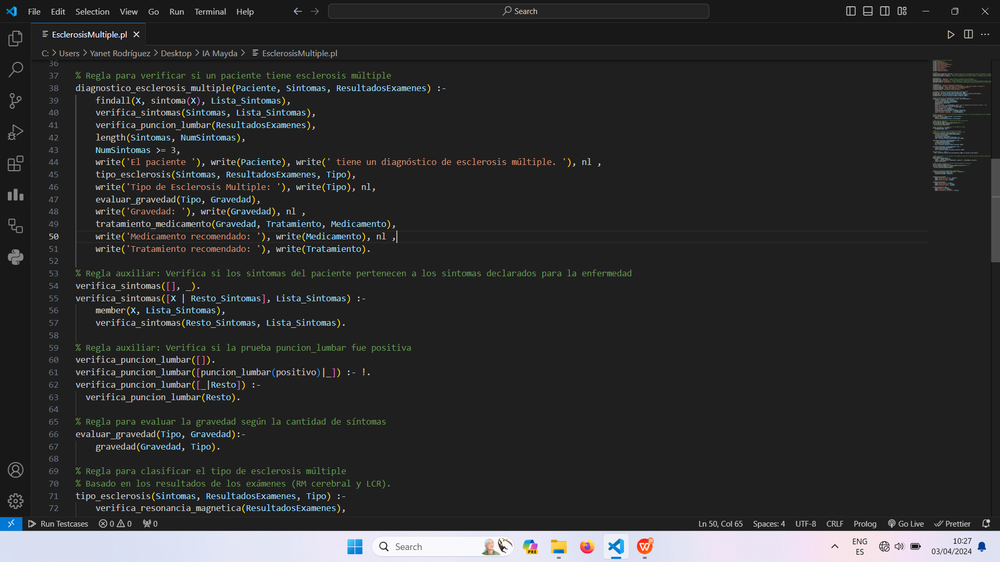 File Edit Selection View Go Run Terminal Help
Search
EsclerosisMultiple.pl
C: > Users > Yanet Rodríguez > Desktop > IA Mayda > EsclerosisMultiple.pl
36
37 % Regla para verificar si un paciente tiene esclerosis múltiple
38 diagnostico_esclerosis_multiple(Paciente, Sintomas, ResultadosExamenes) :-
39 findall(X, sintoma(X), Lista_Sintomas),
40 verifica_sintomas(Sintomas, Lista_Sintomas),
41 verifica_puncion_lumbar(ResultadosExamenes),
42 length(Sintomas, NumSintomas),
43 NumSintomas >= 3,
44 write('El paciente '), write(Paciente), write(' tiene un diagnóstico de esclerosis múltiple. '), nl ,
45 tipo_esclerosis(Sintomas, ResultadosExamenes, Tipo),
46 write('Tipo de Esclerosis Multiple: '), write(Tipo), nl,
47 evaluar_gravedad(Tipo, Gravedad),
48 write('Gravedad: '), write(Gravedad), nl ,
49 tratamiento_medicamento(Gravedad, Tratamiento, Medicamento),
50 write('Medicamento recomendado: '), write(Medicamento), nl ,
51 write('Tratamiento recomendado: '), write(Tratamiento).
52
53 % Regla auxiliar: Verifica si los sintomas del paciente pertenecen a los sintomas declarados para la enfermedad
54 verifica_sintomas([], _).
55 verifica_sintomas([X | Resto_Sintomas], Lista_Sintomas) :-
56 member(X, Lista_Sintomas),
57 verifica_sintomas(Resto_Sintomas, Lista_Sintomas).
58
59 % Regla auxiliar: Verifica si la prueba puncion_lumbar fue positiva
60 verifica_puncion_lumbar([]).
61 verifica_puncion_lumbar([puncion_lumbar(positivo)|_]) :- !.
62 verifica_puncion_lumbar([_|Resto]) :-
63 verifica_puncion_lumbar(Resto).
64
65 % Regla para evaluar la gravedad según la cantidad de síntomas
66 evaluar_gravedad(Tipo, Gravedad):-
67 gravedad(Gravedad, Tipo).
68
69 % Regla para clasificar el tipo de esclerosis múltiple
70 % Basado en los resultados de los exámenes (RM cerebral y LCR).
71 tipo_esclerosis(Sintomas, ResultadosExamenes, Tipo) :-
72 verifica_resonancia_magnetica(ResultadosExamenes),
Run Testcases 0 0 0 Ln 50, Col 65 Spaces: 4 UTF-8 CRLF Prolog Go Live Prettier
Search
PRE
ENG
ES
10:27
03/04/2024